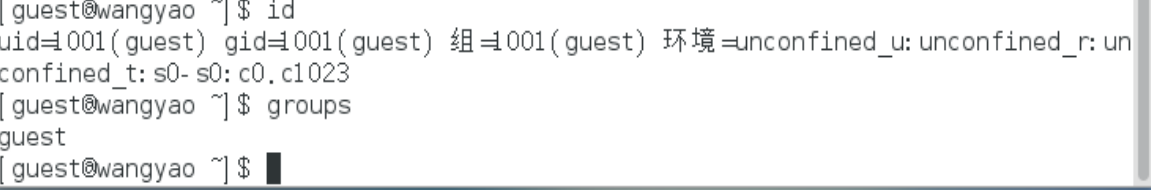 [guest@wangyao ~]$ id
uid=1001(guest) gid=1001(guest) 组=1001(guest) 环境=unconfined_u:unconfined_r:un
confined_t:s0-s0:c0.c1023
[guest@wangyao ~]$ groups
guest
[guest@wangyao ~]$